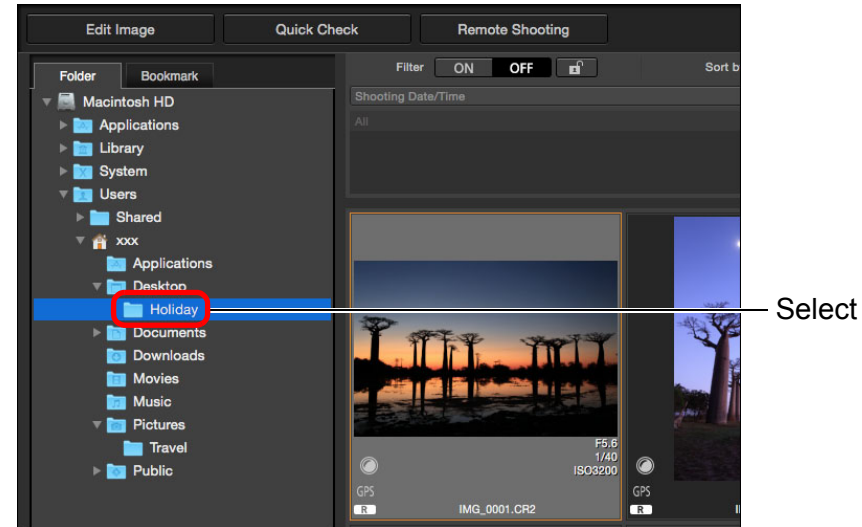 Edit Image Quick Check Remote Shooting
Folder Bookmark
Filter ON OFF Sort b
Macintosh HD
Applications
Library
System
Users
Shared
xxx
Applications
Desktop
Holiday
Documents
Downloads
Movies
Music
Pictures
Travel
Public
Shooting Date/Time
All
F5.6
1/40
ISO3200
GPS
R IMG_0001.CR2
GPS
R
Select